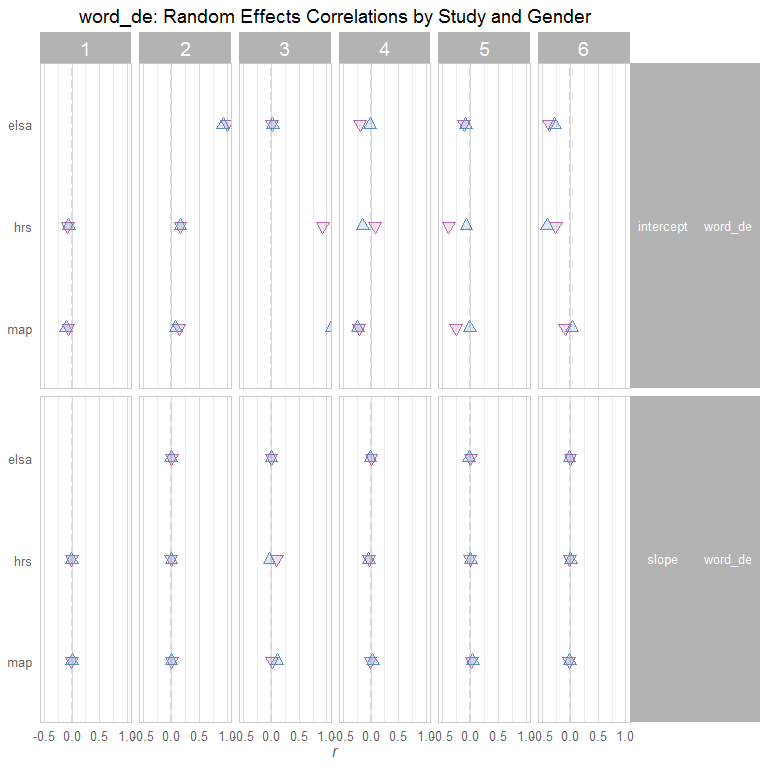 word_de: Random Effects Correlations by Study and Gender
1 2 3 4 5 6
elsa
hrs
map
intercept word_de
elsa
hrs
map
slope word_de
-0.5 0.0 0.5 1.0 -0.5 0.0 0.5 1.0 -0.5 0.0 0.5 1.0 -0.5 0.0 0.5 1.0 -0.5 0.0 0.5 1.0 -0.5 0.0 0.5 1.0
r